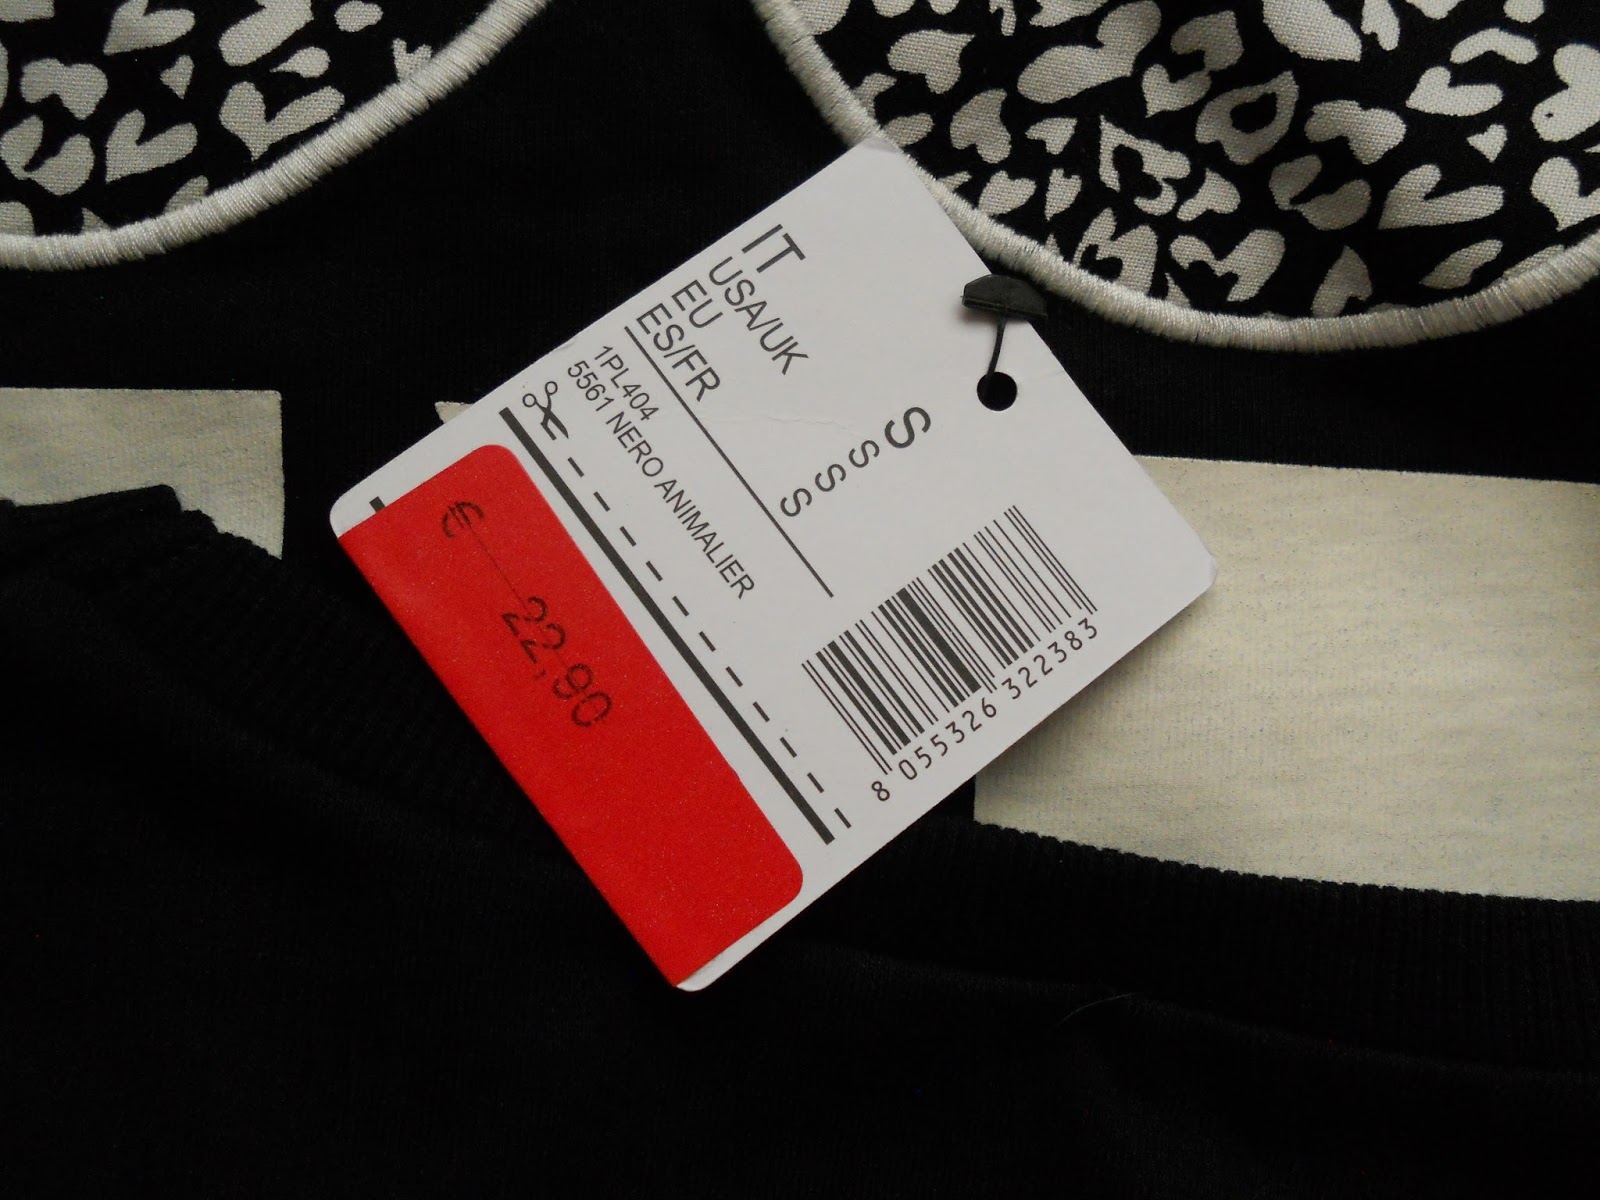 IT S
USA/UK S
EU S
ES/FR S
1PL404
5561 NERO ANIMALIER
8 055326 322383
€ 22,90